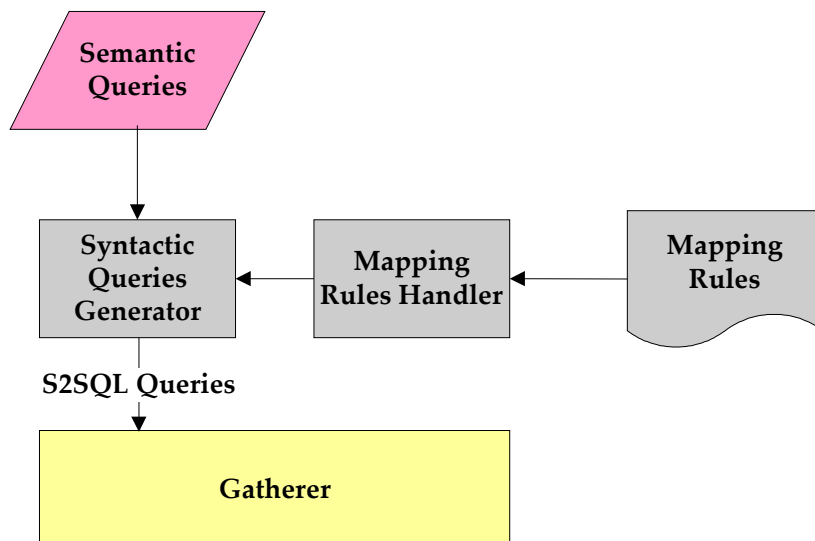 Semantic
Queries
Syntactic
Queries
Generator
Mapping
Rules Handler
Mapping
Rules
S2SQL Queries
Gatherer